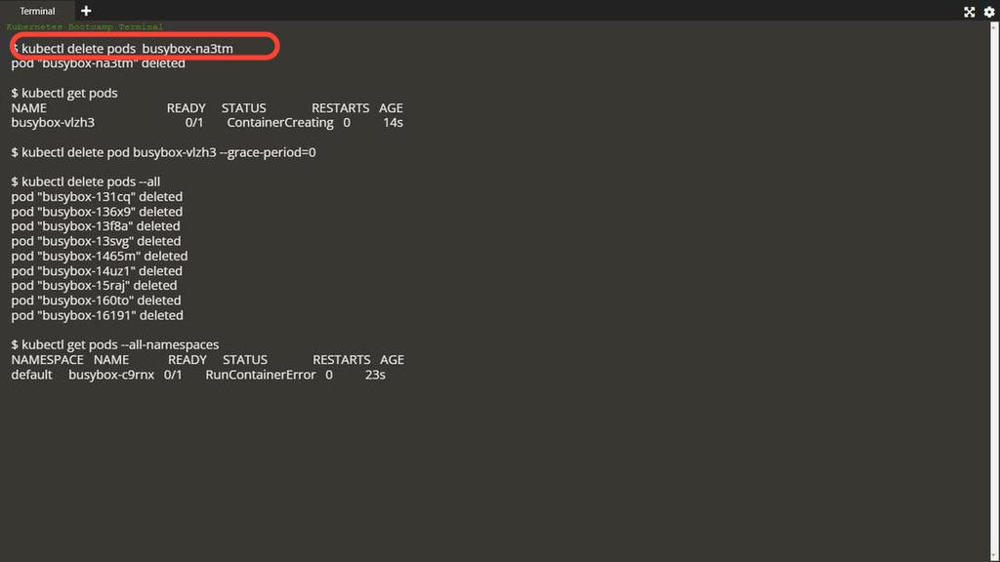 Terminal
Kubernetes Bootcamp Terminal
$ kubectl delete pods busybox-na3tm
pod "busybox-na3tm" deleted
$ kubectl get pods
NAME READY STATUS RESTARTS AGE
busybox-vlzh3 0/1 ContainerCreating 0 14s
$ kubectl delete pod busybox-vlzh3 --grace-period=0
$ kubectl delete pods --all
pod "busybox-131cq" deleted
pod "busybox-136x9" deleted
pod "busybox-13f8a" deleted
pod "busybox-13svg" deleted
pod "busybox-1465m" deleted
pod "busybox-14uz1" deleted
pod "busybox-15raj" deleted
pod "busybox-160to" deleted
pod "busybox-16191" deleted
$ kubectl get pods --all-namespaces
NAMESPACE NAME READY STATUS RESTARTS AGE
default busybox-c9rnx 0/1 RunContainerError 0 23s